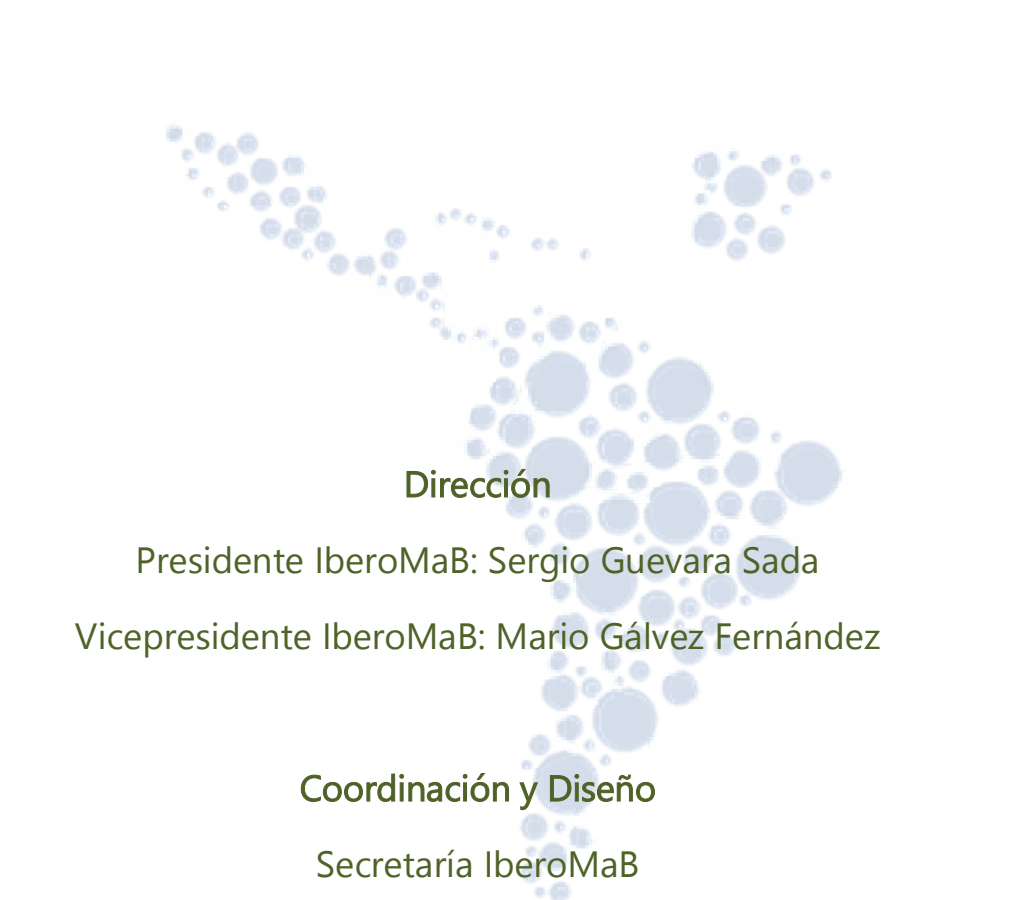 Dirección
Presidente IberoMaB: Sergio Guevara Sada
Vicepresidente IberoMaB: Mario Gálvez Fernández
Coordinación y Diseño
Secretaría IberoMaB